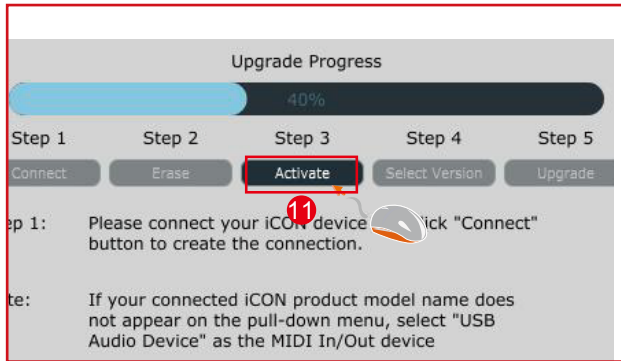 Upgrade Progress
40%
Step 1 Step 2 Step 3 Step 4 Step 5
Connect Erase Activate Select Version Upgrade
11
ep 1: Please connect your iCON device ick "Connect"
button to create the connection.
te: If your connected iCON product model name does
not appear on the pull-down menu, select "USB
Audio Device" as the MIDI In/Out device